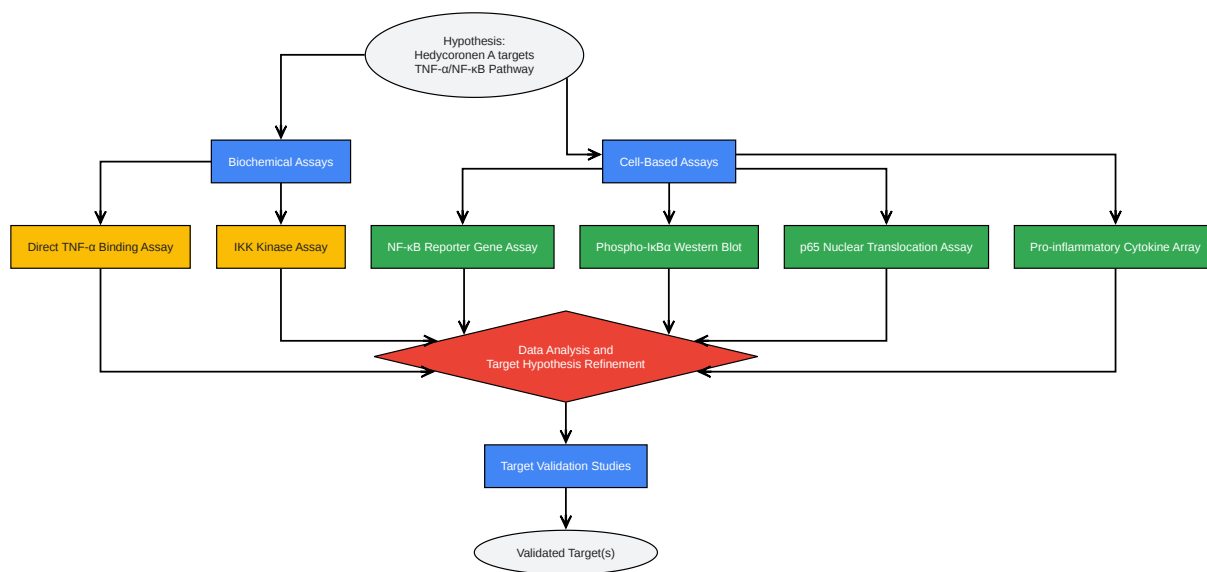 Hypothesis:
Hedycoronen A targets
TNF-α/NF-κB Pathway
Biochemical Assays
Cell-Based Assays
Direct TNF-α Binding Assay
IKK Kinase Assay
NF-κB Reporter Gene Assay
Phospho-IκBα Western Blot
p65 Nuclear Translocation Assay
Pro-inflammatory Cytokine Array
Data Analysis and
Target Hypothesis Refinement
Target Validation Studies
Validated Target(s)